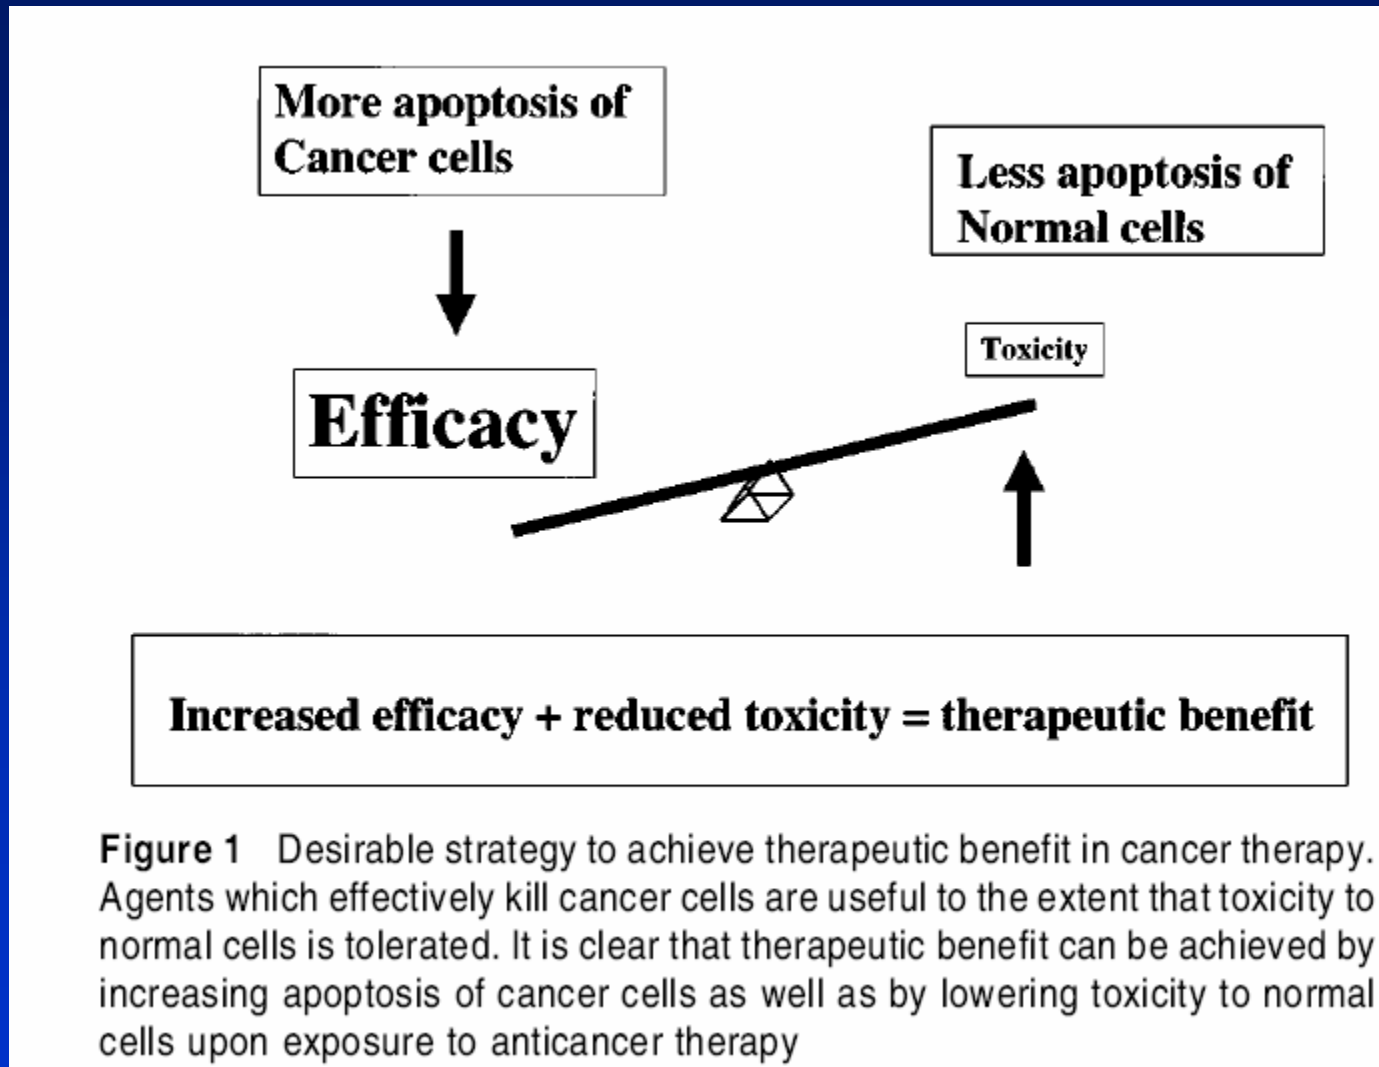 More apoptosis of
Cancer cells
Less apoptosis of
Normal cells
Toxicity
Efficacy
Increased efficacy + reduced toxicity = therapeutic benefit
Figure 1 Desirable strategy to achieve therapeutic benefit in cancer therapy.
Agents which effectively kill cancer cells are useful to the extent that toxicity to
normal cells is tolerated. It is clear that therapeutic benefit can be achieved by
increasing apoptosis of cancer cells as well as by lowering toxicity to normal
cells upon exposure to anticancer therapy